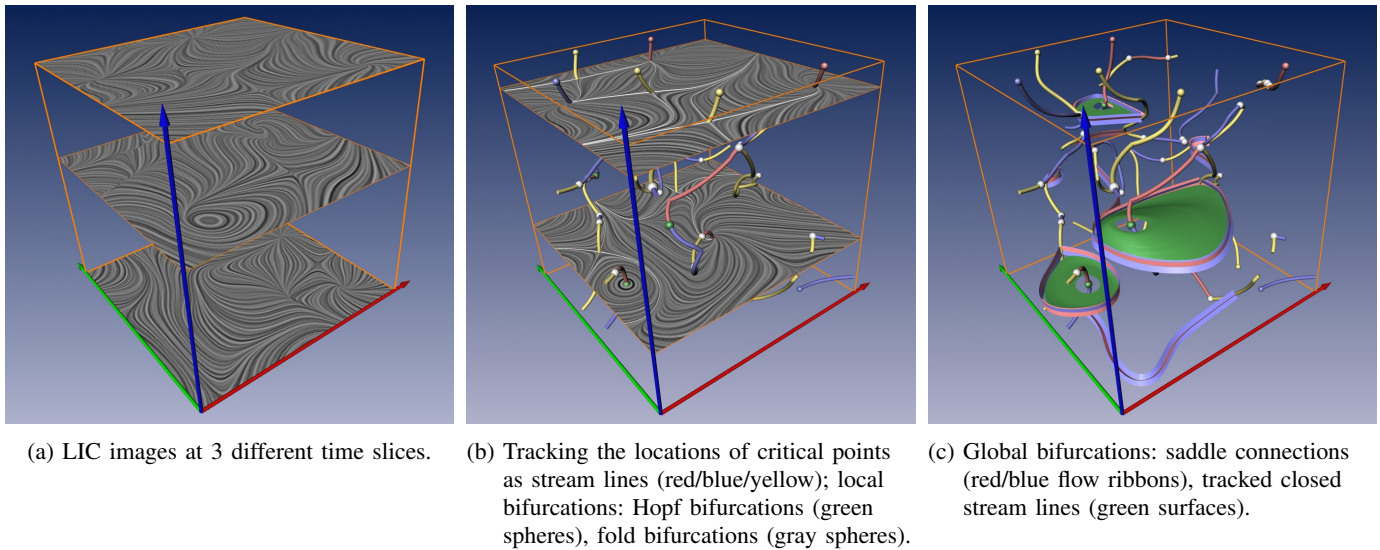 (a) LIC images at 3 different time slices.
(b) Tracking the locations of critical points
as stream lines (red/blue/yellow); local
bifurcations: Hopf bifurcations (green
spheres), fold bifurcations (gray spheres).
(c) Global bifurcations: saddle connections
(red/blue flow ribbons), tracked closed
stream lines (green surfaces).